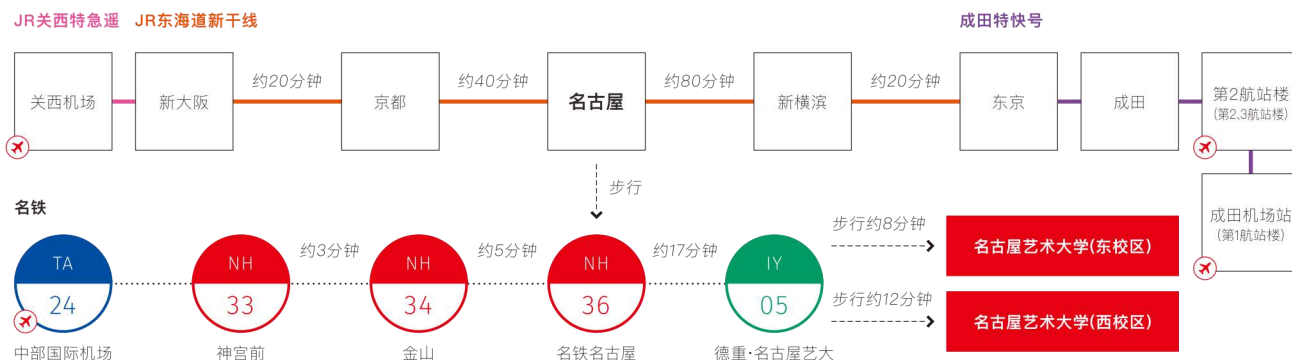 JR关西特急遥 JR东海道新干线 成田特快号
关西机场
新大阪
约20分钟
京都
约40分钟
名古屋
约80分钟
新横滨
约20分钟
东京
成田
第2航站楼
(第2,3航站楼)
步行
成田机场站
(第1航站楼)
名铁
TA
24
中部国际机场
NH
33
神宫前
约3分钟
NH
34
金山
约5分钟
NH
36
名铁名古屋
约17分钟
IY
05
德重·名古屋艺大
步行约8分钟
名古屋艺术大学(东校区)
步行约12分钟
名古屋艺术大学(西校区)